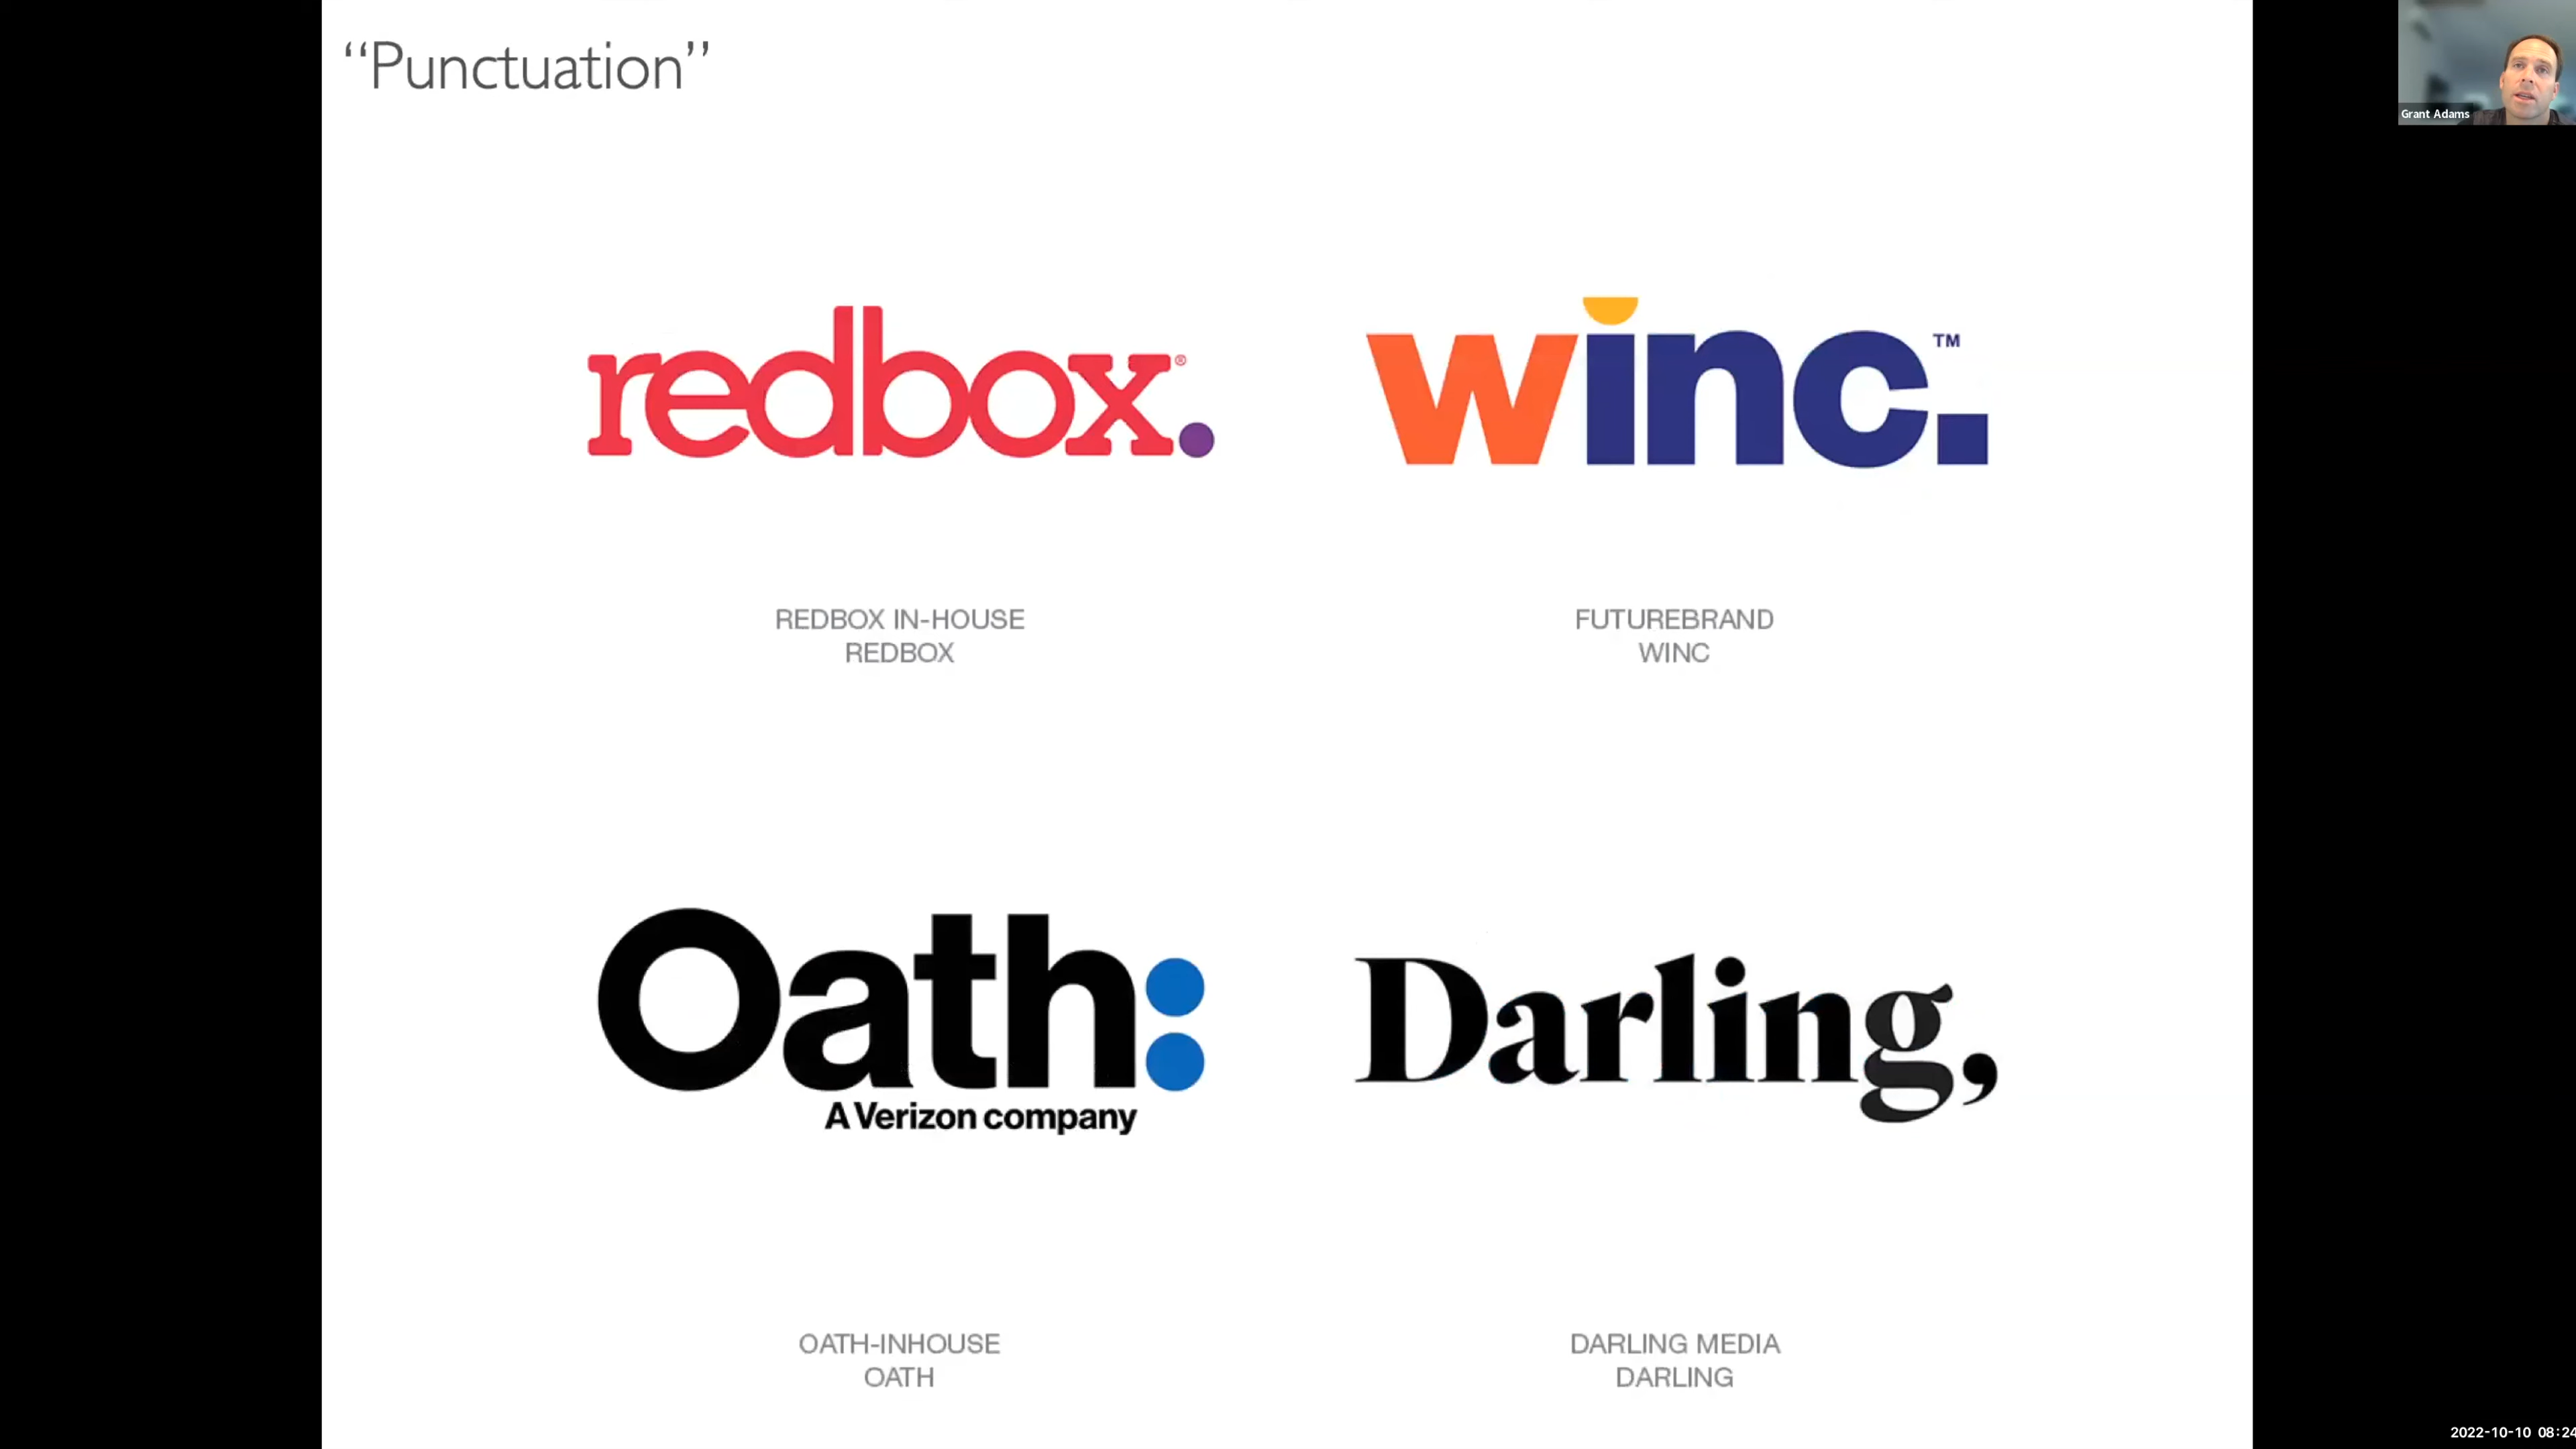 “Punctuation”
Grant Adams
redbox.®
winc.™
REDBOX IN-HOUSE
REDBOX
FUTUREBRAND
WINC
Oath:
A Verizon company
Darling,
OATH-INHOUSE
OATH
DARLING MEDIA
DARLING
2022-10-10 08:24